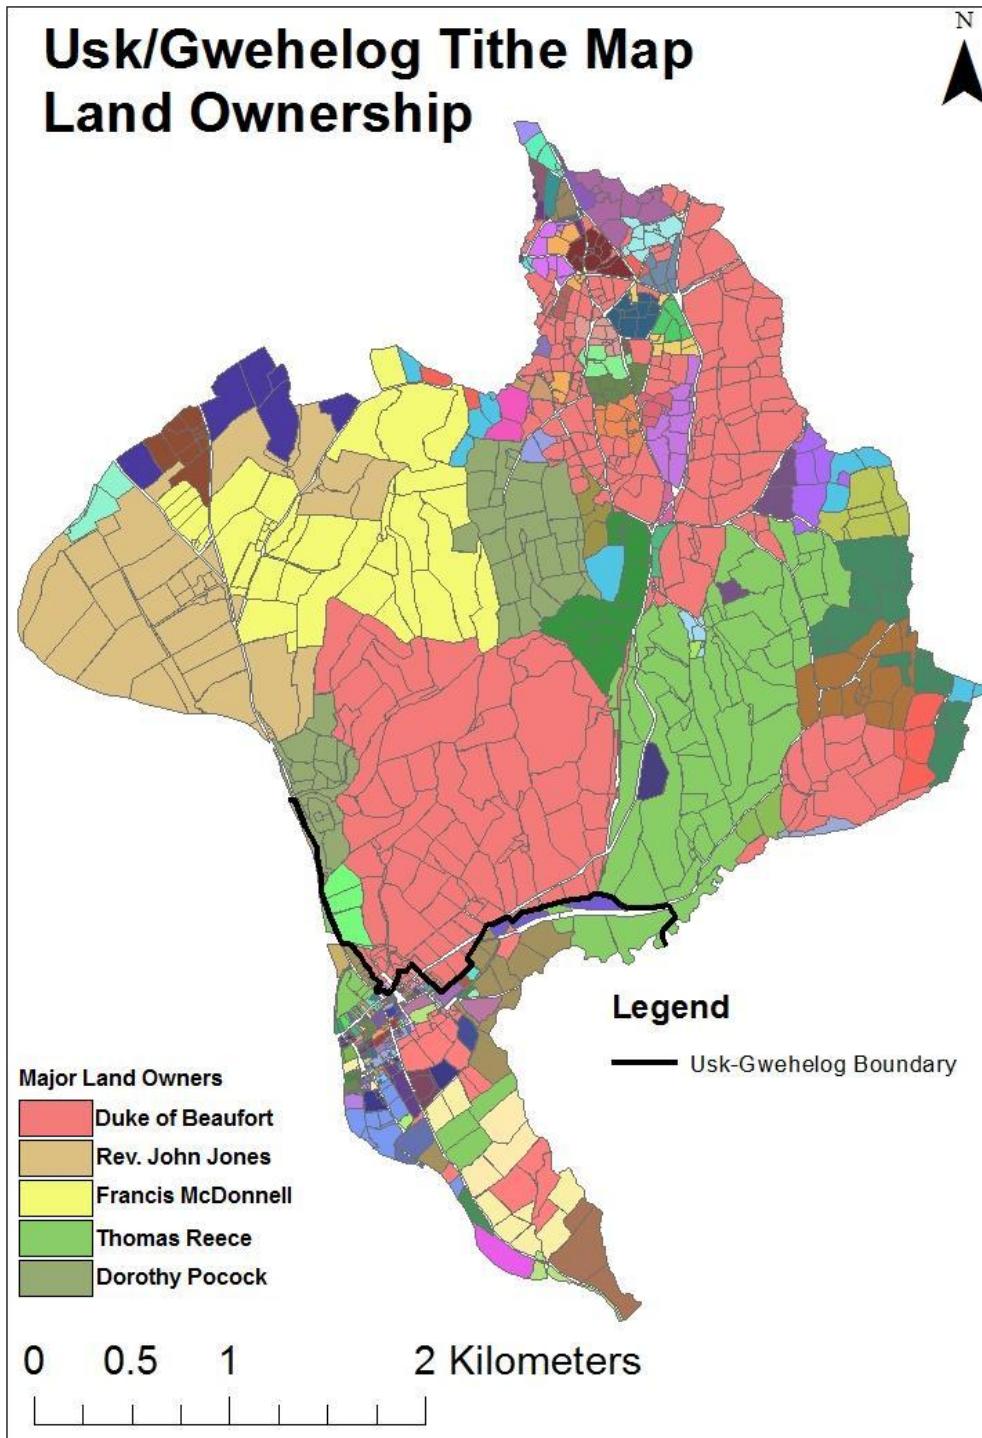 Usk/Gwehelog Tithe Map
Land Ownership
N
Legend
Usk-Gwehelog Boundary
Major Land Owners
Duke of Beaufort
Rev. John Jones
Francis McDonnell
Thomas Reece
Dorothy Pocock
0 0.5 1 2 Kilometers